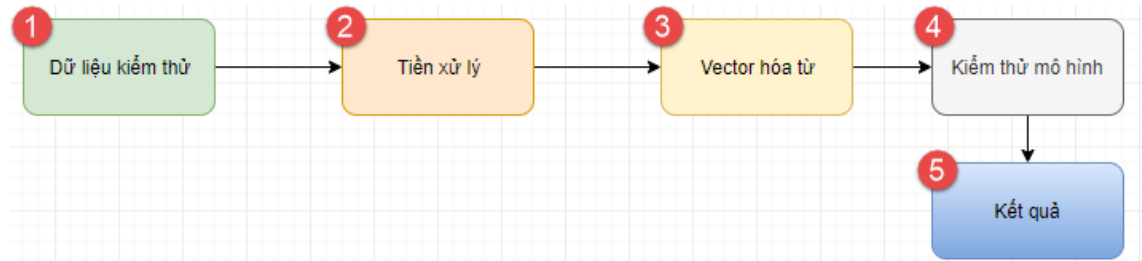 1
Dữ liệu kiểm thử
2
Tiền xử lý
3
Vector hóa từ
4
Kiểm thử mô hình
5
Kết quả